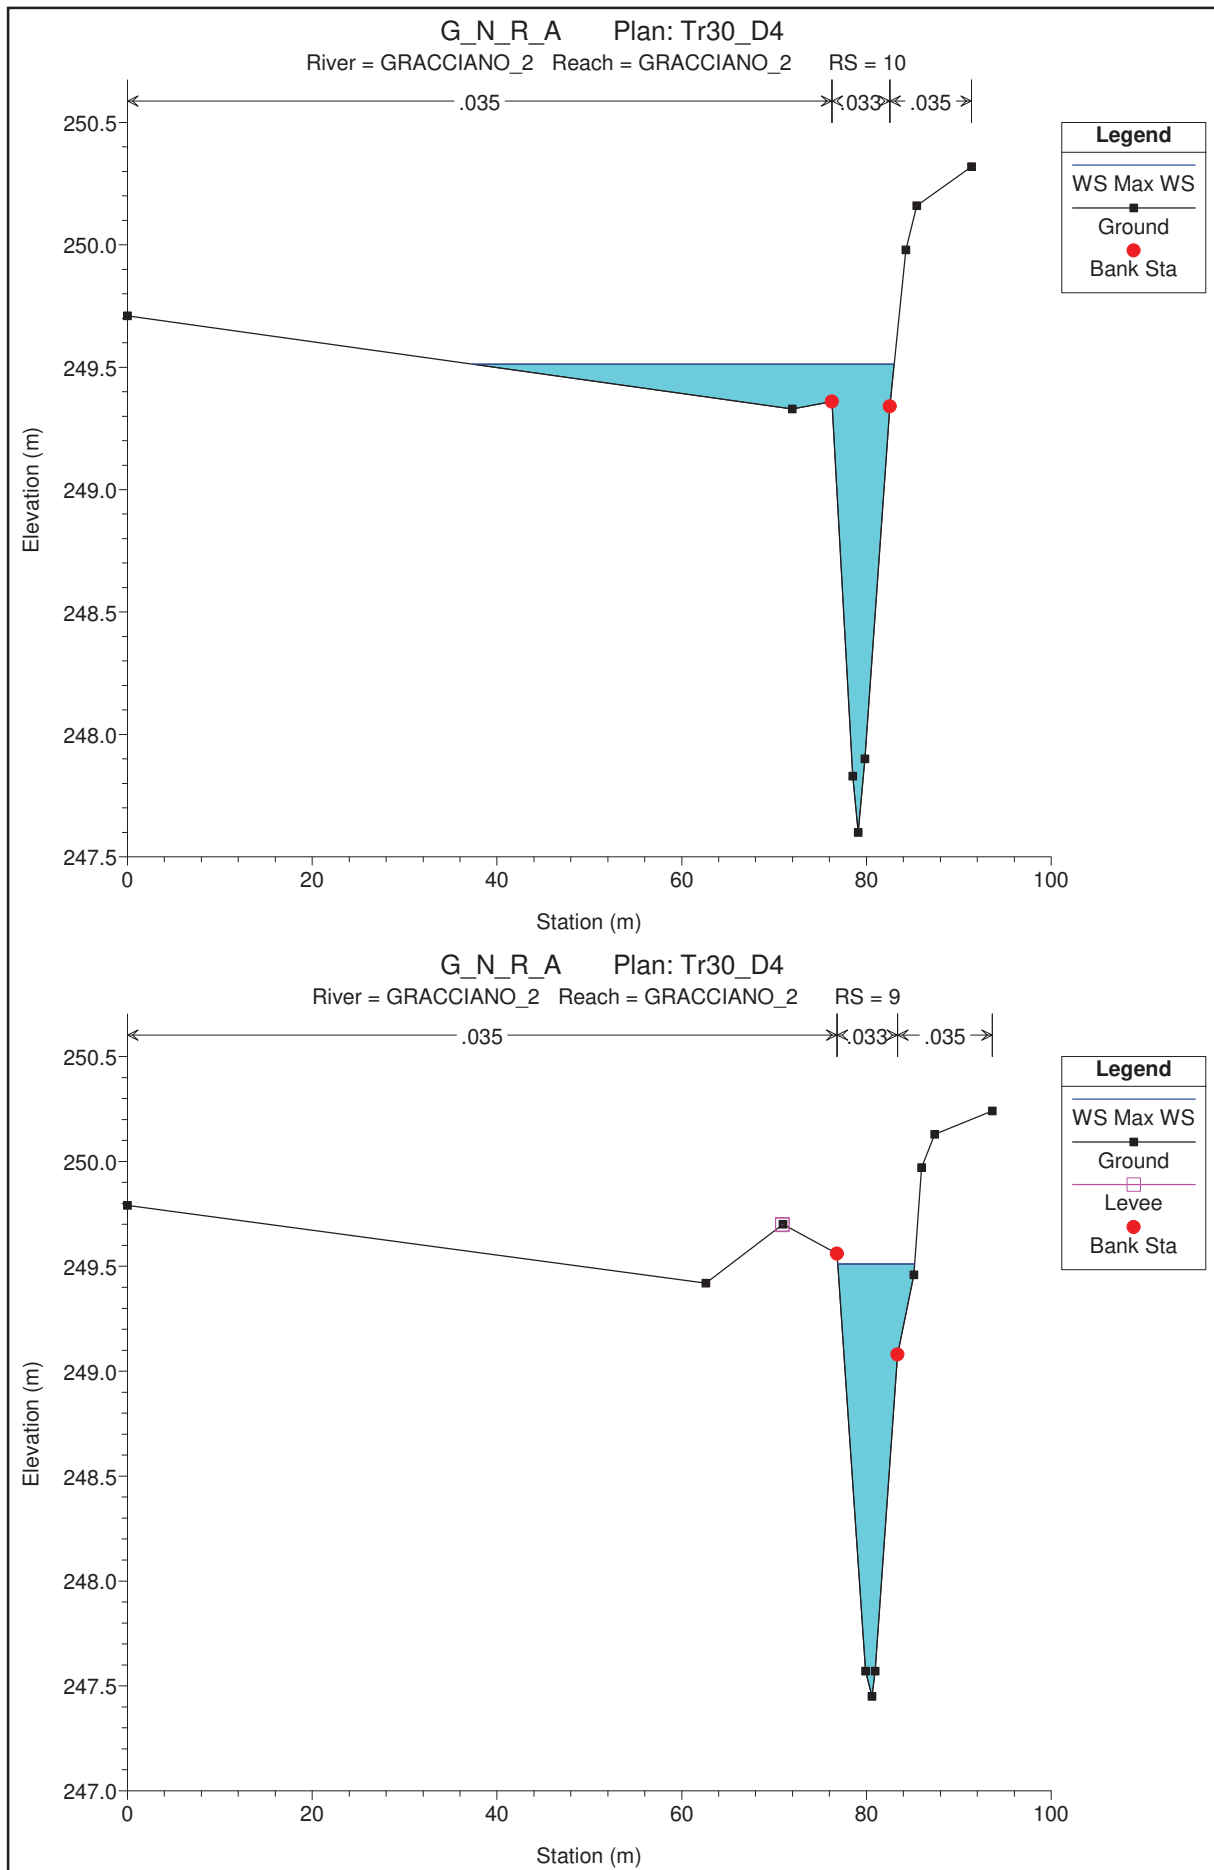 G_N_R_A Plan: Tr30_D4
River = GRACCIANO_2 Reach = GRACCIANO_2 RS = 10
.035 .033 .035
250.5
250.0
249.5
249.0
248.5
248.0
247.5
Elevation (m)
0 20 40 60 80 100
Station (m)
Legend
WS Max WS
Ground
Bank Sta
G_N_R_A Plan: Tr30_D4
River = GRACCIANO_2 Reach = GRACCIANO_2 RS = 9
.035 .033 .035
250.5
250.0
249.5
249.0
248.5
248.0
247.5
247.0
Elevation (m)
0 20 40 60 80 100
Station (m)
Legend
WS Max WS
Ground
Levee
Bank Sta